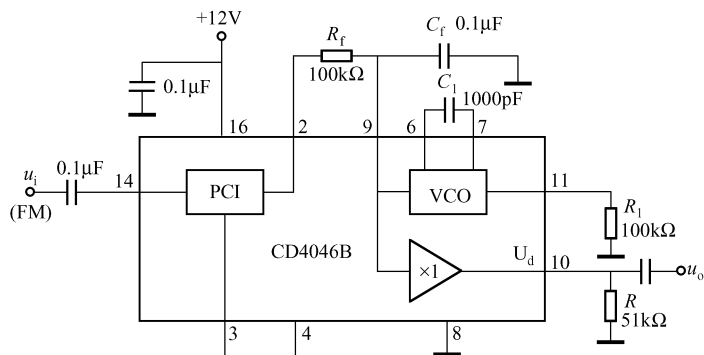 +12V
0.1μF
R_f
100kΩ
C_f 0.1μF
C_1
1000pF
16
2
9
6
7
u_i
(FM)
0.1μF
14
PCI
VCO
11
R_1
100kΩ
CD4046B
×1
U_d
10
u_o
R
51kΩ
3
4
8